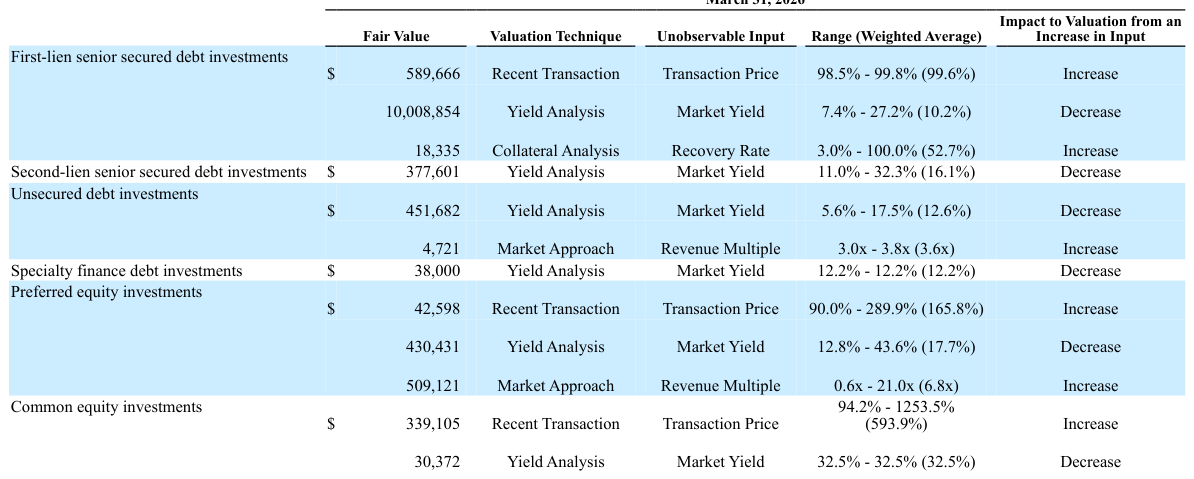 March 31, 2026
Fair Value Valuation Technique Unobservable Input Range (Weighted Average) Impact to Valuation from an Increase in Input
First-lien senior secured debt investments
$ 589,666 Recent Transaction Transaction Price 98.5% - 99.8% (99.6%) Increase
10,008,854 Yield Analysis Market Yield 7.4% - 27.2% (10.2%) Decrease
18,335 Collateral Analysis Recovery Rate 3.0% - 100.0% (52.7%) Increase
Second-lien senior secured debt investments $ 377,601 Yield Analysis Market Yield 11.0% - 32.3% (16.1%) Decrease
Unsecured debt investments
$ 451,682 Yield Analysis Market Yield 5.6% - 17.5% (12.6%) Decrease
4,721 Market Approach Revenue Multiple 3.0x - 3.8x (3.6x) Increase
Specialty finance debt investments $ 38,000 Yield Analysis Market Yield 12.2% - 12.2% (12.2%) Decrease
Preferred equity investments
$ 42,598 Recent Transaction Transaction Price 90.0% - 289.9% (165.8%) Increase
430,431 Yield Analysis Market Yield 12.8% - 43.6% (17.7%) Decrease
509,121 Market Approach Revenue Multiple 0.6x - 21.0x (6.8x) Increase
Common equity investments
$ 339,105 Recent Transaction Transaction Price 94.2% - 1253.5% (593.9%) Increase
30,372 Yield Analysis Market Yield 32.5% - 32.5% (32.5%) Decrease